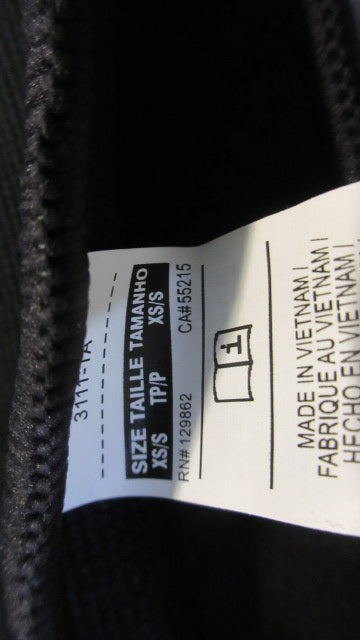 3111-1A
SIZE TAILLE TAMANHO
XS/S TP/P XS/S
RN# 129862 CA#55215
i
MADE IN VIETNAM |
FABRIQUE AU VIETNAM |
HECHO EN VIETNAM |